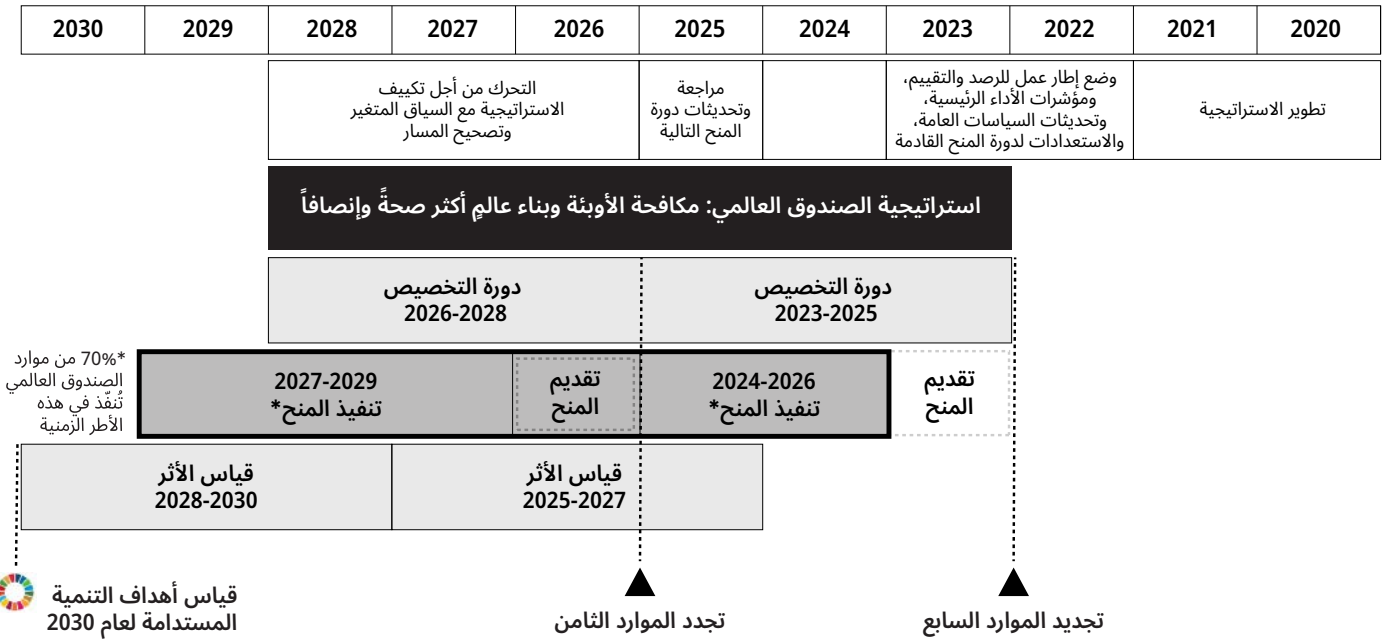 2020 2021 2022 2023 2024 2025 2026 2027 2028 2029 2030
تطوير الاستراتيجية
وضع إطار عمل للرصد والتقييم،
ومؤشرات الأداء الرئيسية،
وتحديثات السياسات العامة،
والاستعدادات لدورة المنح القادمة
مراجعة
وتحديثات دورة
المنح التالية
التحرك من أجل تكييف
الاستراتيجية مع السياق المتغير
وتصحيح المسار
استراتيجية الصندوق العالمي: مكافحة الأوبئة وبناء عالمٍ أكثر صحةً وإنصافاً
دورة التخصيص
2023-2025
دورة التخصيص
2026-2028
تقديم
المنح
2024-2026
تنفيذ المنح*
تقديم
المنح
2027-2029
تنفيذ المنح*
*70% من موارد
الصندوق العالمي
تُنفّذ في هذه
الأطر الزمنية
قياس الأثر
2025-2027
قياس الأثر
2028-2030
تجديد الموارد السابع
تجدد الموارد الثامن
قياس أهداف التنمية
المستدامة لعام 2030